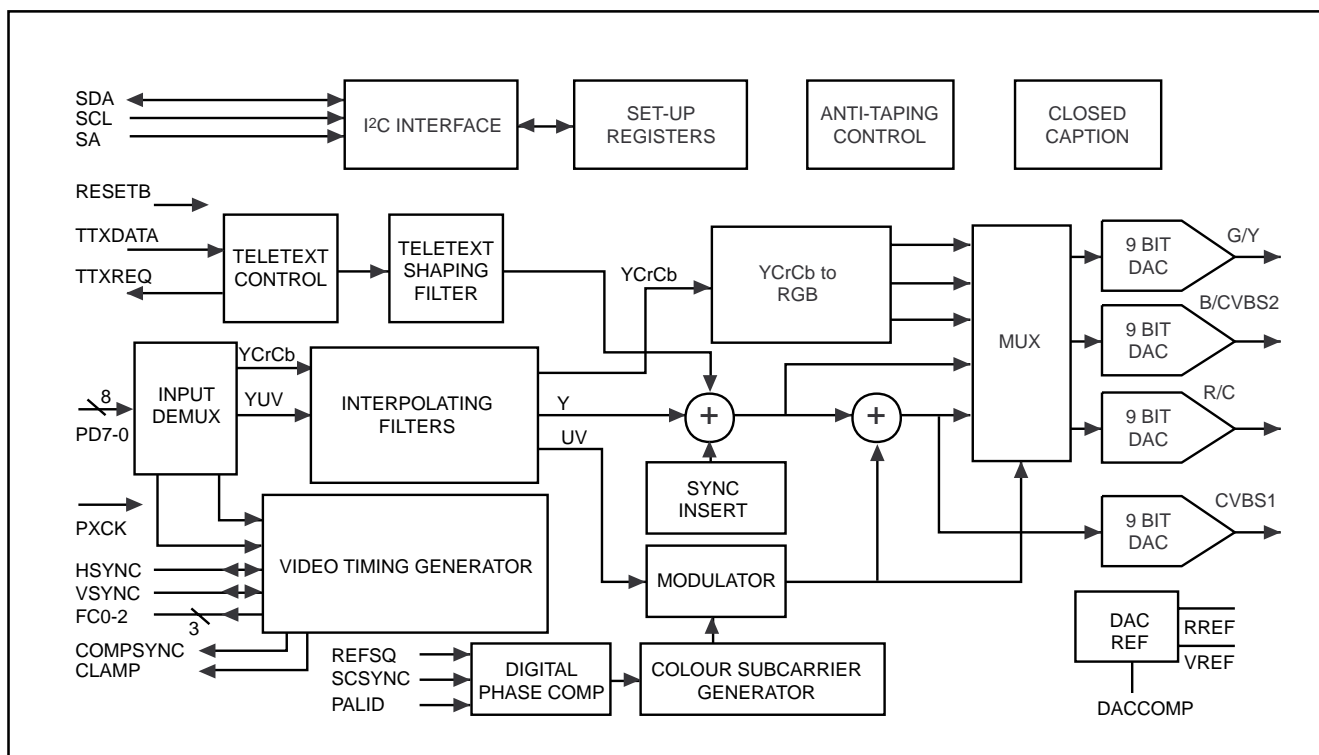 SDA
SCL
SA
I²C INTERFACE
SET-UP
REGISTERS
ANTI-TAPING
CONTROL
CLOSED
CAPTION
RESETB
TTXDATA
TTXREQ
TELETEXT
CONTROL
TELETEXT
SHAPING
FILTER
YCrCb
YCrCb to
RGB
MUX
9 BIT
DAC
G/Y
9 BIT
DAC
B/CVBS2
9 BIT
DAC
R/C
9 BIT
DAC
CVBS1
8
PD7-0
INPUT
DEMUX
YCrCb
YUV
INTERPOLATING
FILTERS
Y
UV
+
+
SYNC
INSERT
PXCK
HSYNC
VSYNC
FC0-2
3
COMPSYNC
CLAMP
VIDEO TIMING GENERATOR
MODULATOR
REFSQ
SCSYNC
PALID
DIGITAL
PHASE COMP
COLOUR SUBCARRIER
GENERATOR
DAC
REF
RREF
VREF
DACCOMP